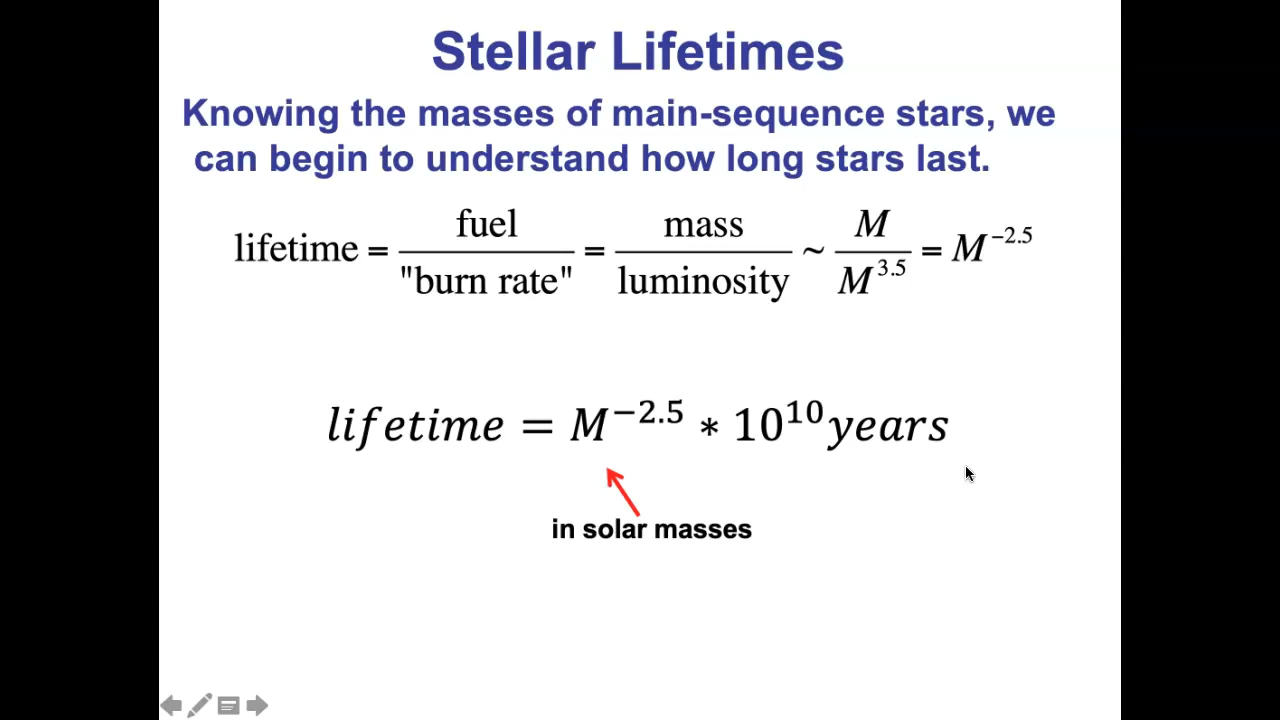 Stellar Lifetimes
Knowing the masses of main-sequence stars, we
can begin to understand how long stars last.
lifetime = fuel / "burn rate" = mass / luminosity ~ M / M^3.5 = M^−2.5
lifetime = M^−2.5 * 10^10 years
in solar masses